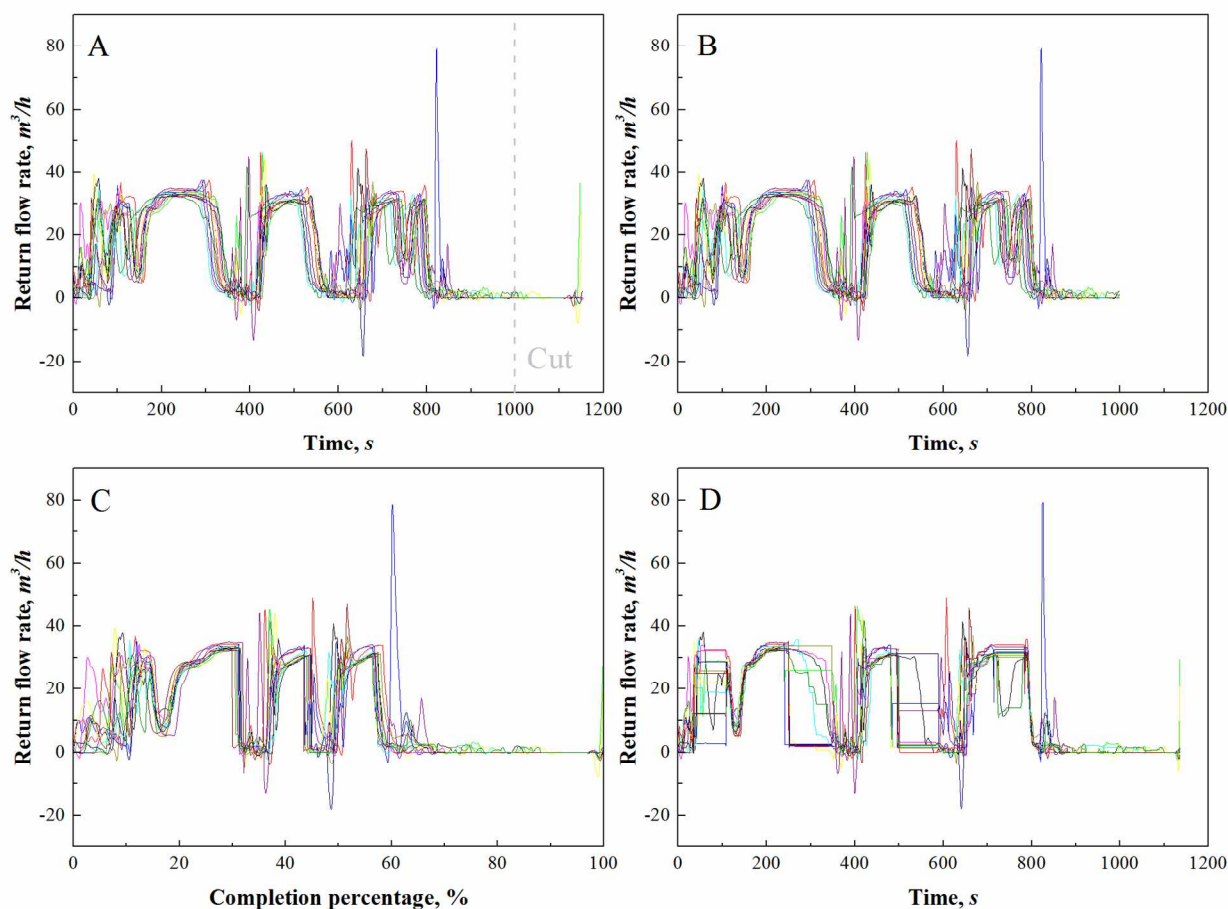 A
Return flow rate, m³/h
80
60
40
20
0
-20
Cut
0 200 400 600 800 1000 1200
Time, s
B
Return flow rate, m³/h
80
60
40
20
0
-20
0 200 400 600 800 1000 1200
Time, s
C
Return flow rate, m³/h
80
60
40
20
0
-20
0 20 40 60 80 100
Completion percentage, %
D
Return flow rate, m³/h
80
60
40
20
0
-20
0 200 400 600 800 1000 1200
Time, s